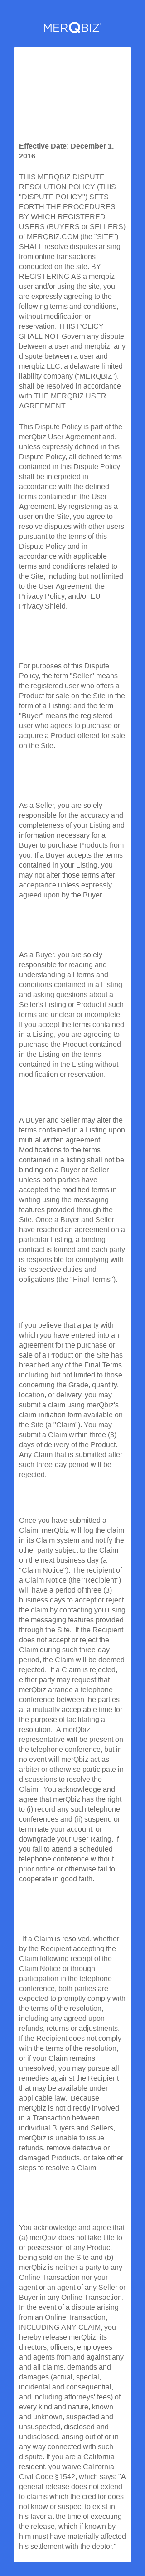 MERQBIZ
Effective Date: December 1,
2016
THIS MERQBIZ DISPUTE
RESOLUTION POLICY (THIS
"DISPUTE POLICY") SETS
FORTH THE PROCEDURES
BY WHICH REGISTERED
USERS (BUYERS or SELLERS)
of MERQBIZ.COM (the "SITE")
SHALL resolve disputes arising
from online transactions
conducted on the site. BY
REGISTERING AS a merqbiz
user and/or using the site, you
are expressly agreeing to the
following terms and conditions,
without modification or
reservation. THIS POLICY
SHALL NOT Govern any dispute
between a user and merqbiz. any
dispute between a user and
merqbiz LLC, a delaware limited
liability company ("MERQBIZ"),
shall be resolved in accordance
with THE MERQBIZ USER
AGREEMENT.
This Dispute Policy is part of the
merQbiz User Agreement and,
unless expressly defined in this
Dispute Policy, all defined terms
contained in this Dispute Policy
shall be interpreted in
accordance with the defined
terms contained in the User
Agreement. By registering as a
user on the Site, you agree to
resolve disputes with other users
pursuant to the terms of this
Dispute Policy and in
accordance with applicable
terms and conditions related to
the Site, including but not limited
to the User Agreement, the
Privacy Policy, and/or EU
Privacy Shield.
For purposes of this Dispute
Policy, the term "Seller" means
the registered user who offers a
Product for sale on the Site in the
form of a Listing; and the term
"Buyer" means the registered
user who agrees to purchase or
acquire a Product offered for sale
on the Site.
As a Seller, you are solely
responsible for the accuracy and
completeness of your Listing and
information necessary for a
Buyer to purchase Products from
you. If a Buyer accepts the terms
contained in your Listing, you
may not alter those terms after
acceptance unless expressly
agreed upon by the Buyer.
As a Buyer, you are solely
responsible for reading and
understanding all terms and
conditions contained in a Listing
and asking questions about a
Seller's Listing or Product if such
terms are unclear or incomplete.
If you accept the terms contained
in a Listing, you are agreeing to
purchase the Product contained
in the Listing on the terms
contained in the Listing without
modification or reservation.
A Buyer and Seller may alter the
terms contained in a Listing upon
mutual written agreement.
Modifications to the terms
contained in a listing shall not be
binding on a Buyer or Seller
unless both parties have
accepted the modified terms in
writing using the messaging
features provided through the
Site. Once a Buyer and Seller
have reached an agreement on a
particular Listing, a binding
contract is formed and each party
is responsible for complying with
its respective duties and
obligations (the "Final Terms").
If you believe that a party with
which you have entered into an
agreement for the purchase or
sale of a Product on the Site has
breached any of the Final Terms,
including but not limited to those
concerning the Grade, quantity,
location, or delivery, you may
submit a claim using merQbiz's
claim-initiation form available on
the Site (a "Claim"). You may
submit a Claim within three (3)
days of delivery of the Product.
Any Claim that is submitted after
such three-day period will be
rejected.
Once you have submitted a
Claim, merQbiz will log the claim
in its Claim system and notify the
other party subject to the Claim
on the next business day (a
"Claim Notice"). The recipient of
a Claim Notice (the "Recipient")
will have a period of three (3)
business days to accept or reject
the claim by contacting you using
the messaging features provided
through the Site.  If the Recipient
does not accept or reject the
Claim during such three-day
period, the Claim will be deemed
rejected.  If a Claim is rejected,
either party may request that
merQbiz arrange a telephone
conference between the parties
at a mutually acceptable time for
the purpose of facilitating a
resolution.  A merQbiz
representative will be present on
the telephone conference, but in
no event will merQbiz act as
arbiter or otherwise participate in
discussions to resolve the
Claim.  You acknowledge and
agree that merQbiz has the right
to (i) record any such telephone
conferences and (ii) suspend or
terminate your account, or
downgrade your User Rating, if
you fail to attend a scheduled
telephone conference without
prior notice or otherwise fail to
cooperate in good faith.
If a Claim is resolved, whether
by the Recipient accepting the
Claim following receipt of the
Claim Notice or through
participation in the telephone
conference, both parties are
expected to promptly comply with
the terms of the resolution,
including any agreed upon
refunds, returns or adjustments.
If the Recipient does not comply
with the terms of the resolution,
or if your Claim remains
unresolved, you may pursue all
remedies against the Recipient
that may be available under
applicable law.  Because
merQbiz is not directly involved
in a Transaction between
individual Buyers and Sellers,
merQbiz is unable to issue
refunds, remove defective or
damaged Products, or take other
steps to resolve a Claim.
You acknowledge and agree that
(a) merQbiz does not take title to
or possession of any Product
being sold on the Site and (b)
merQbiz is neither a party to any
Online Transaction nor your
agent or an agent of any Seller or
Buyer in any Online Transaction.
In the event of a dispute arising
from an Online Transaction,
INCLUDING ANY CLAIM, you
hereby release merQbiz, its
directors, officers, employees
and agents from and against any
and all claims, demands and
damages (actual, special,
incidental and consequential,
and including attorneys' fees) of
every kind and nature, known
and unknown, suspected and
unsuspected, disclosed and
undisclosed, arising out of or in
any way connected with such
dispute. If you are a California
resident, you waive California
Civil Code §1542, which says: "A
general release does not extend
to claims which the creditor does
not know or suspect to exist in
his favor at the time of executing
the release, which if known by
him must have materially affected
his settlement with the debtor."